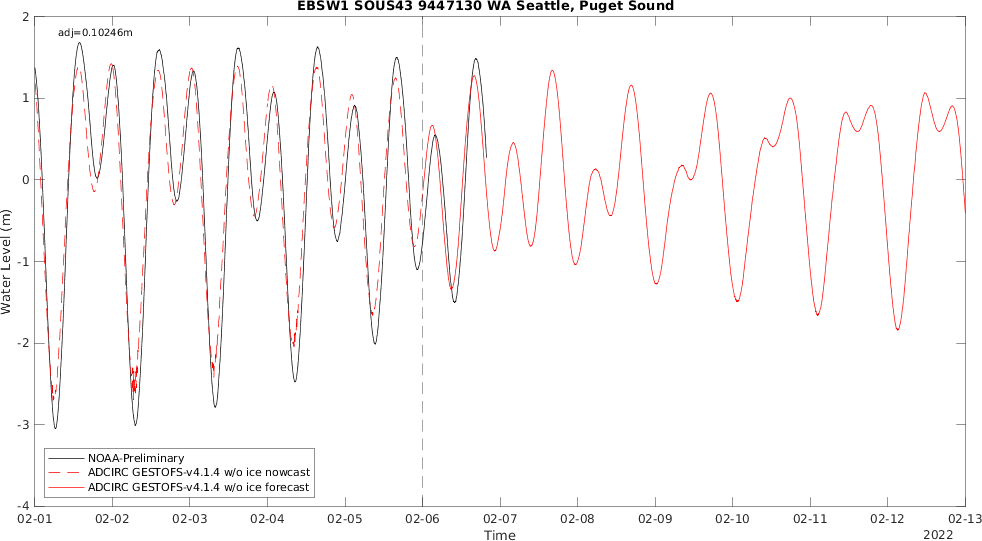 EBSW1 SOUS43 9447130 WA Seattle, Puget Sound
adj=0.10246m
2
1
0
-1
-2
-3
-4
Water Level (m)
NOAA-Preliminary
ADCIRC GESTOFS-v4.1.4 w/o ice nowcast
ADCIRC GESTOFS-v4.1.4 w/o ice forecast
02-01 02-02 02-03 02-04 02-05 02-06 02-07 02-08 02-09 02-10 02-11 02-12 02-13
Time
2022